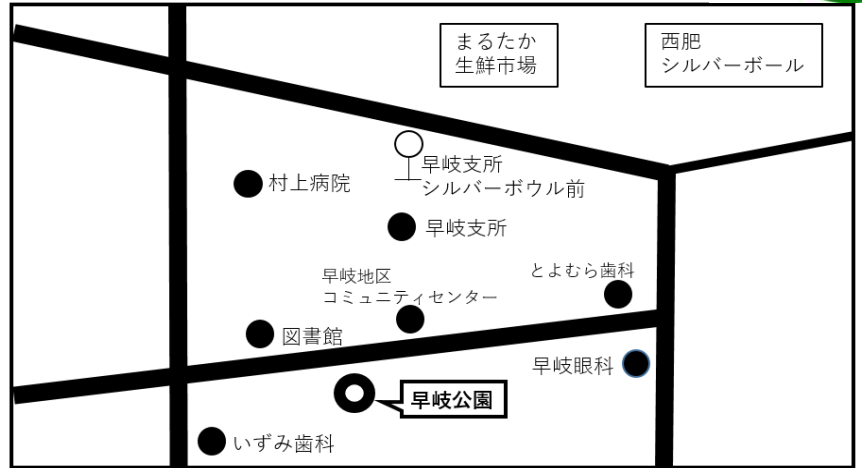 まるたか
生鮮市場
西肥
シルバーボール
早岐支所
シルバーボウル前
村上病院
早岐支所
早岐地区
コミュニティセンター
とよむら歯科
図書館
早岐眼科
早岐公園
いずみ歯科